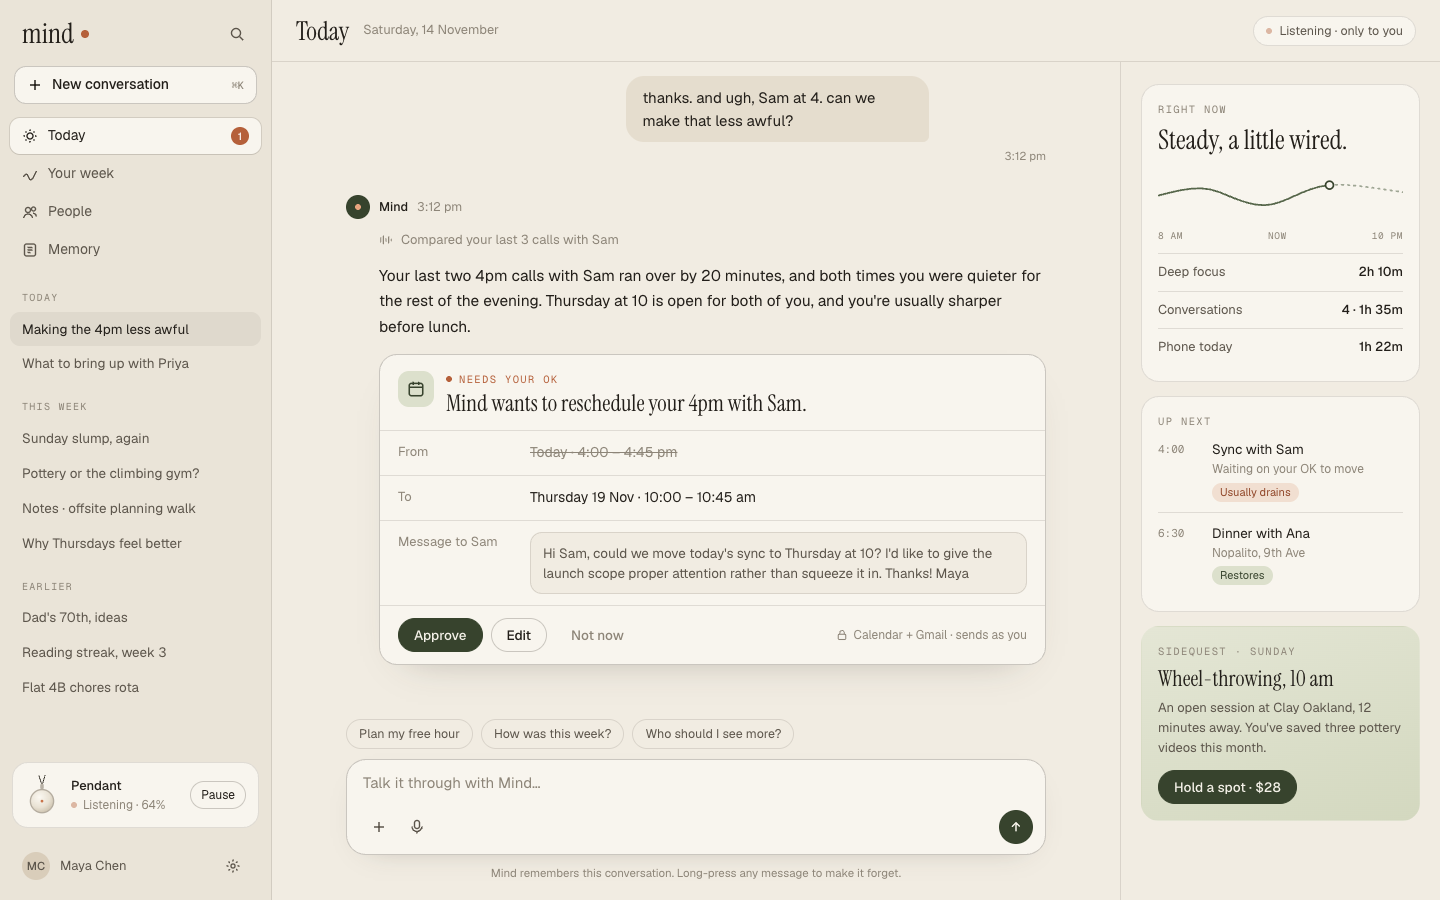 mind
New conversation
⌘K
Today
1
Your week
People
Memory
TODAY
Making the 4pm less awful
What to bring up with Priya
THIS WEEK
Sunday slump, again
Pottery or the climbing gym?
Notes · offsite planning walk
Why Thursdays feel better
EARLIER
Dad's 70th, ideas
Reading streak, week 3
Flat 4B chores rota
Pendant
Listening · 64%
Pause
MC
Maya Chen
Today
Saturday, 14 November
Listening · only to you
thanks. and ugh, Sam at 4. can we
make that less awful?
3:12 pm
Mind 3:12 pm
Compared your last 3 calls with Sam
Your last two 4pm calls with Sam ran over by 20 minutes, and both times you were quieter for
the rest of the evening. Thursday at 10 is open for both of you, and you're usually sharper
before lunch.
NEEDS YOUR OK
Mind wants to reschedule your 4pm with Sam.
From
Today · 4:00 – 4:45 pm
To
Thursday 19 Nov · 10:00 – 10:45 am
Message to Sam
Hi Sam, could we move today's sync to Thursday at 10? I'd like to give the
launch scope proper attention rather than squeeze it in. Thanks! Maya
Approve
Edit
Not now
Calendar + Gmail · sends as you
Plan my free hour
How was this week?
Who should I see more?
Talk it through with Mind...
Mind remembers this conversation. Long-press any message to make it forget.
RIGHT NOW
Steady, a little wired.
8 AM
NOW
10 PM
Deep focus
2h 10m
Conversations
4 · 1h 35m
Phone today
1h 22m
UP NEXT
4:00
Sync with Sam
Waiting on your OK to move
Usually drains
6:30
Dinner with Ana
Nopalito, 9th Ave
Restores
SIDEQUEST · SUNDAY
Wheel-throwing, 10 am
An open session at Clay Oakland, 12
minutes away. You've saved three pottery
videos this month.
Hold a spot · $28